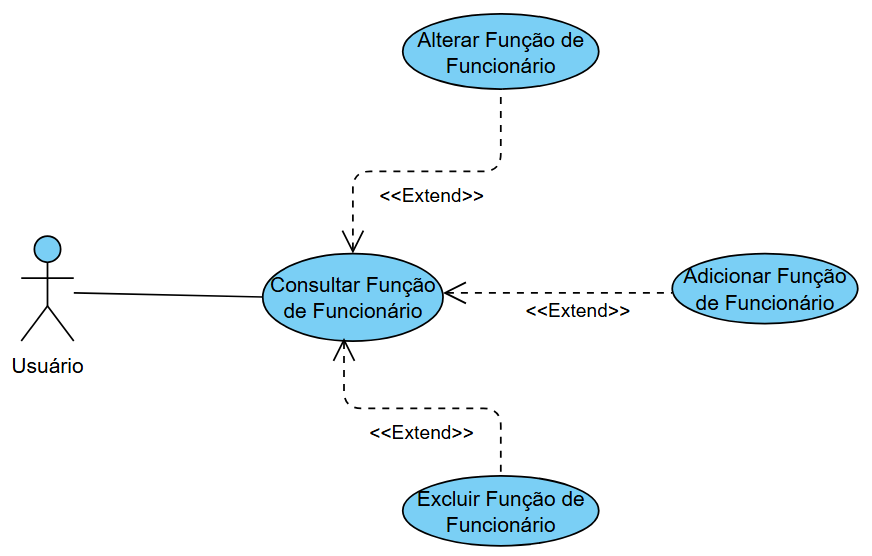 Alterar Função de
Funcionário
<<Extend>>
Consultar Função
de Funcionário
Adicionar Função
de Funcionário
<<Extend>>
Usuário
<<Extend>>
Excluir Função de
Funcionário